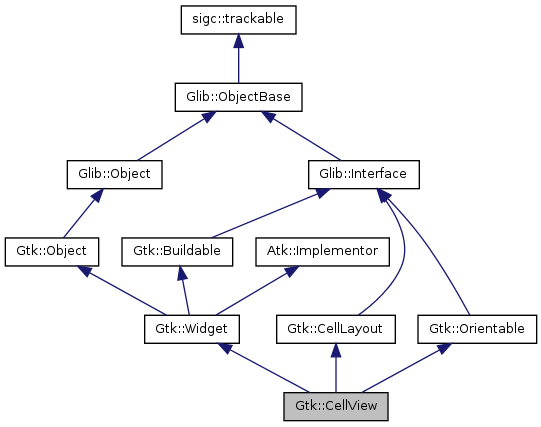 sigc::trackable
Glib::ObjectBase
Glib::Object
Glib::Interface
Gtk::Object
Gtk::Buildable
Atk::Implementor
Gtk::Widget
Gtk::CellLayout
Gtk::Orientable
Gtk::CellView